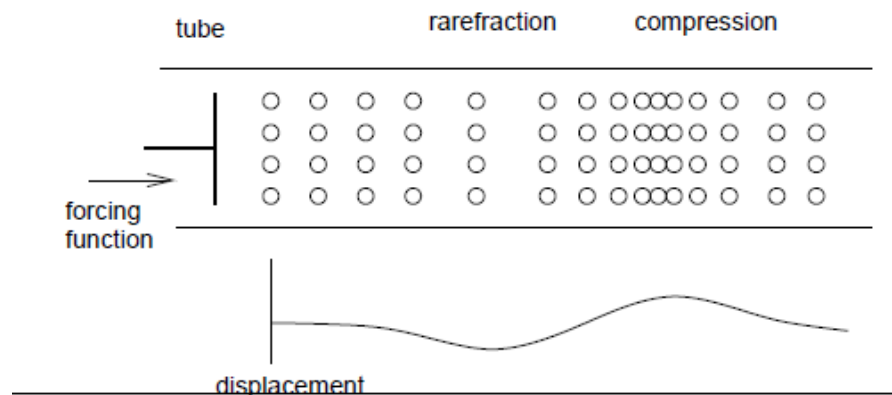 tube
rarefraction
compression
forcing
function
displacement